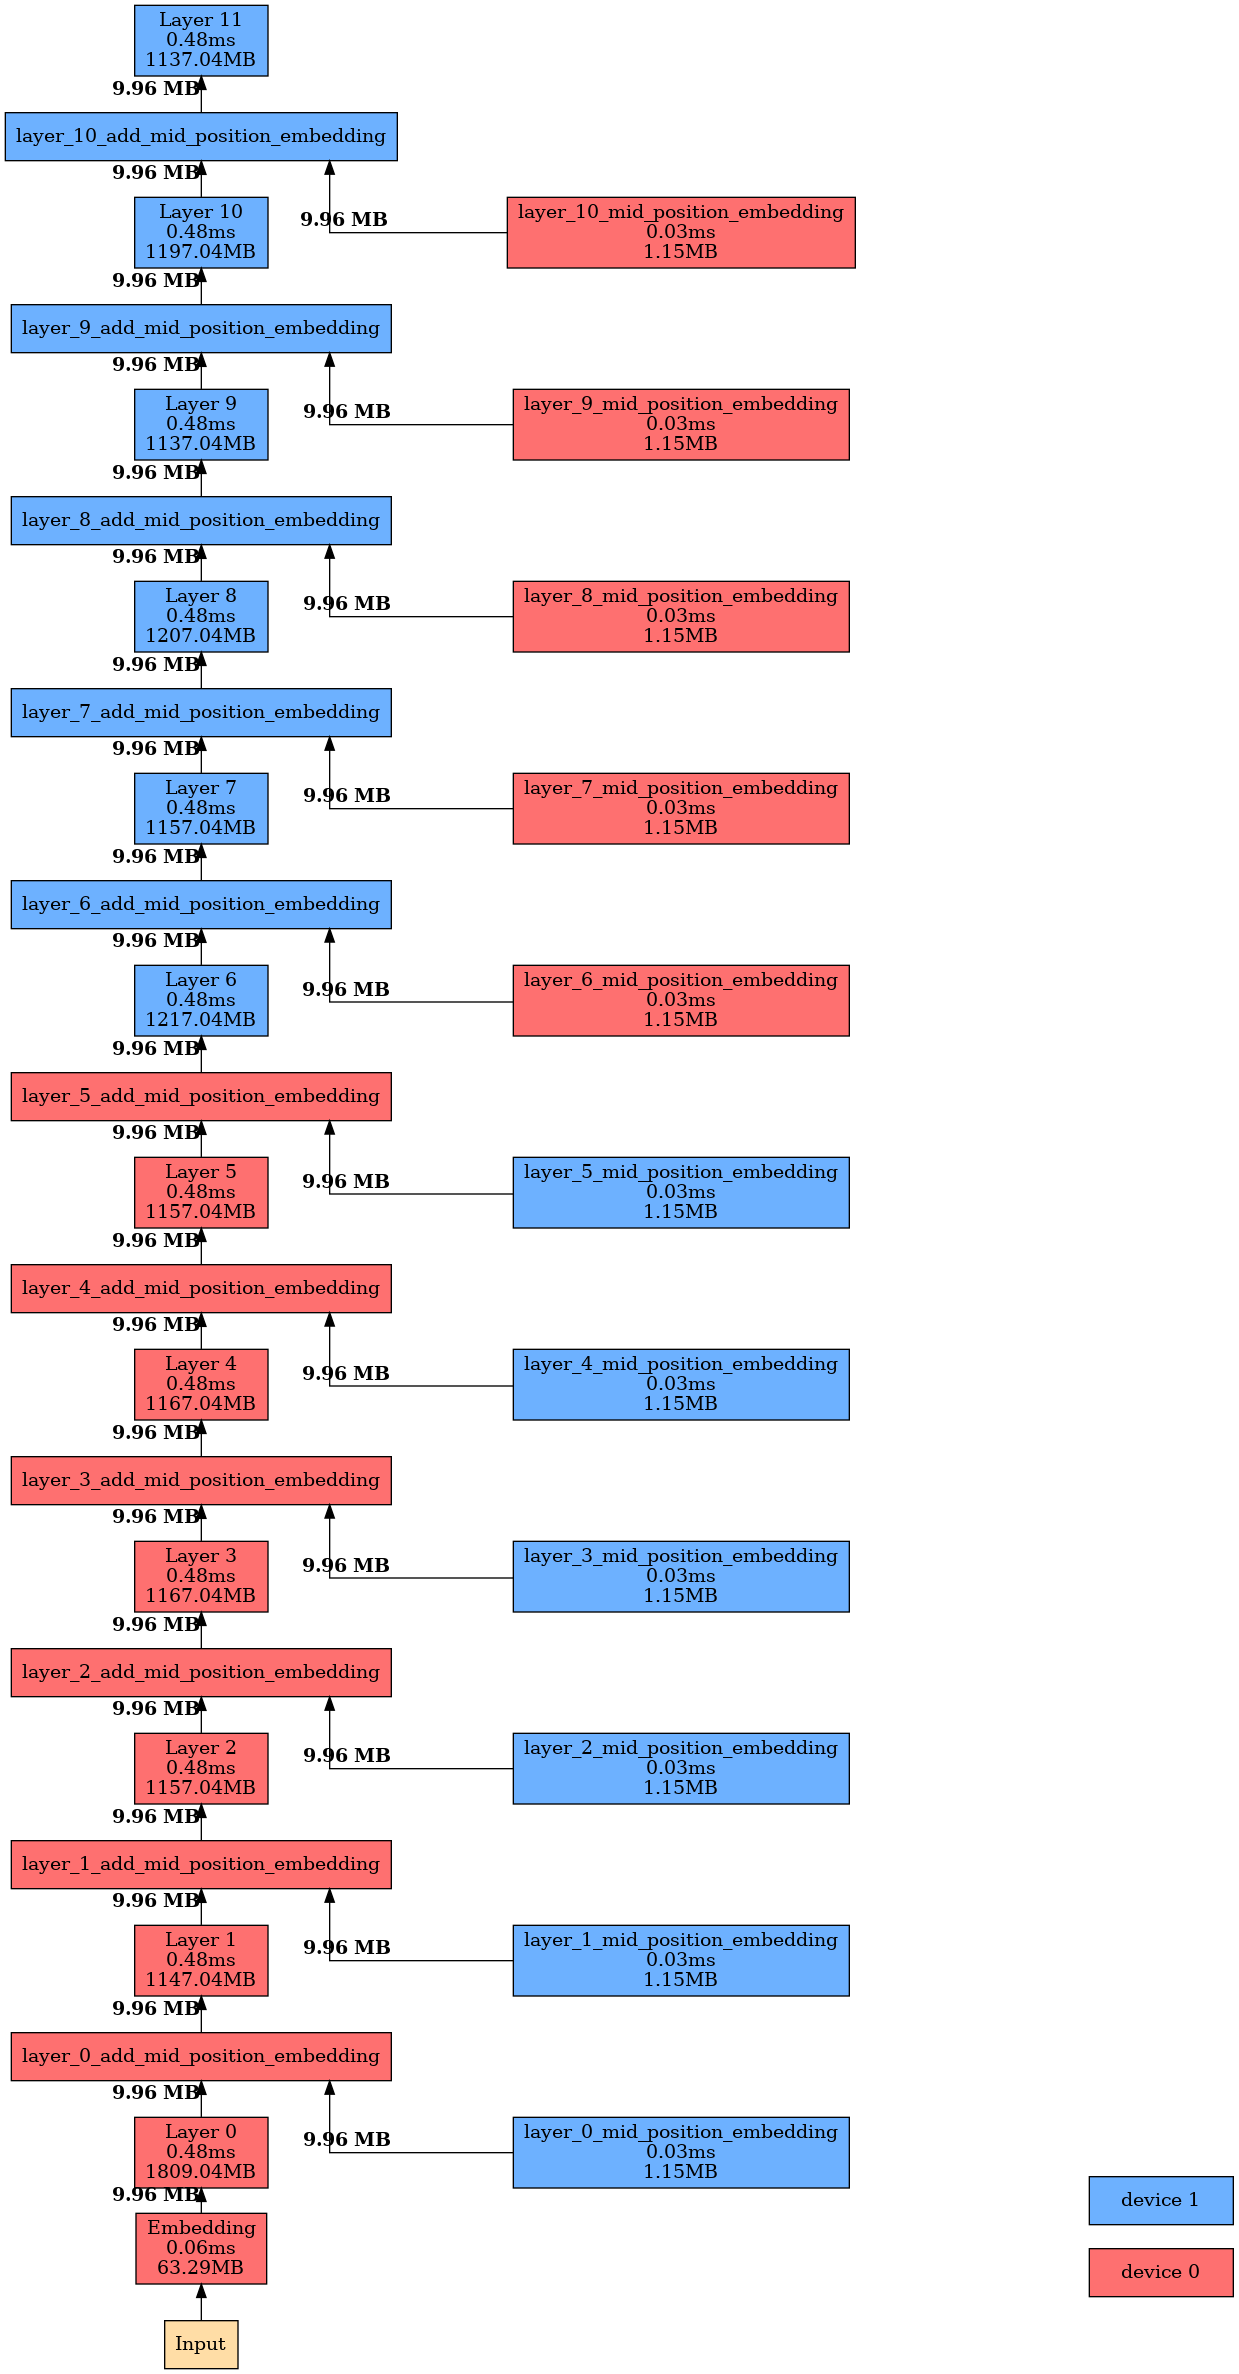 Layer 11
0.48ms
1137.04MB
9.96 MB
layer_10_add_mid_position_embedding
9.96 MB
Layer 10
0.48ms
1197.04MB
9.96 MB
layer_10_mid_position_embedding
0.03ms
1.15MB
9.96 MB
layer_9_add_mid_position_embedding
9.96 MB
Layer 9
0.48ms
1137.04MB
9.96 MB
layer_9_mid_position_embedding
0.03ms
1.15MB
9.96 MB
layer_8_add_mid_position_embedding
9.96 MB
Layer 8
0.48ms
1207.04MB
9.96 MB
layer_8_mid_position_embedding
0.03ms
1.15MB
9.96 MB
layer_7_add_mid_position_embedding
9.96 MB
Layer 7
0.48ms
1157.04MB
9.96 MB
layer_7_mid_position_embedding
0.03ms
1.15MB
9.96 MB
layer_6_add_mid_position_embedding
9.96 MB
Layer 6
0.48ms
1217.04MB
9.96 MB
layer_6_mid_position_embedding
0.03ms
1.15MB
9.96 MB
layer_5_add_mid_position_embedding
9.96 MB
Layer 5
0.48ms
1157.04MB
9.96 MB
layer_5_mid_position_embedding
0.03ms
1.15MB
9.96 MB
layer_4_add_mid_position_embedding
9.96 MB
Layer 4
0.48ms
1167.04MB
9.96 MB
layer_4_mid_position_embedding
0.03ms
1.15MB
9.96 MB
layer_3_add_mid_position_embedding
9.96 MB
Layer 3
0.48ms
1167.04MB
9.96 MB
layer_3_mid_position_embedding
0.03ms
1.15MB
9.96 MB
layer_2_add_mid_position_embedding
9.96 MB
Layer 2
0.48ms
1157.04MB
9.96 MB
layer_2_mid_position_embedding
0.03ms
1.15MB
9.96 MB
layer_1_add_mid_position_embedding
9.96 MB
Layer 1
0.48ms
1147.04MB
9.96 MB
layer_1_mid_position_embedding
0.03ms
1.15MB
9.96 MB
layer_0_add_mid_position_embedding
9.96 MB
Layer 0
0.48ms
1809.04MB
9.96 MB
layer_0_mid_position_embedding
0.03ms
1.15MB
9.96 MB
Embedding
0.06ms
63.29MB
Input
device 1
device 0